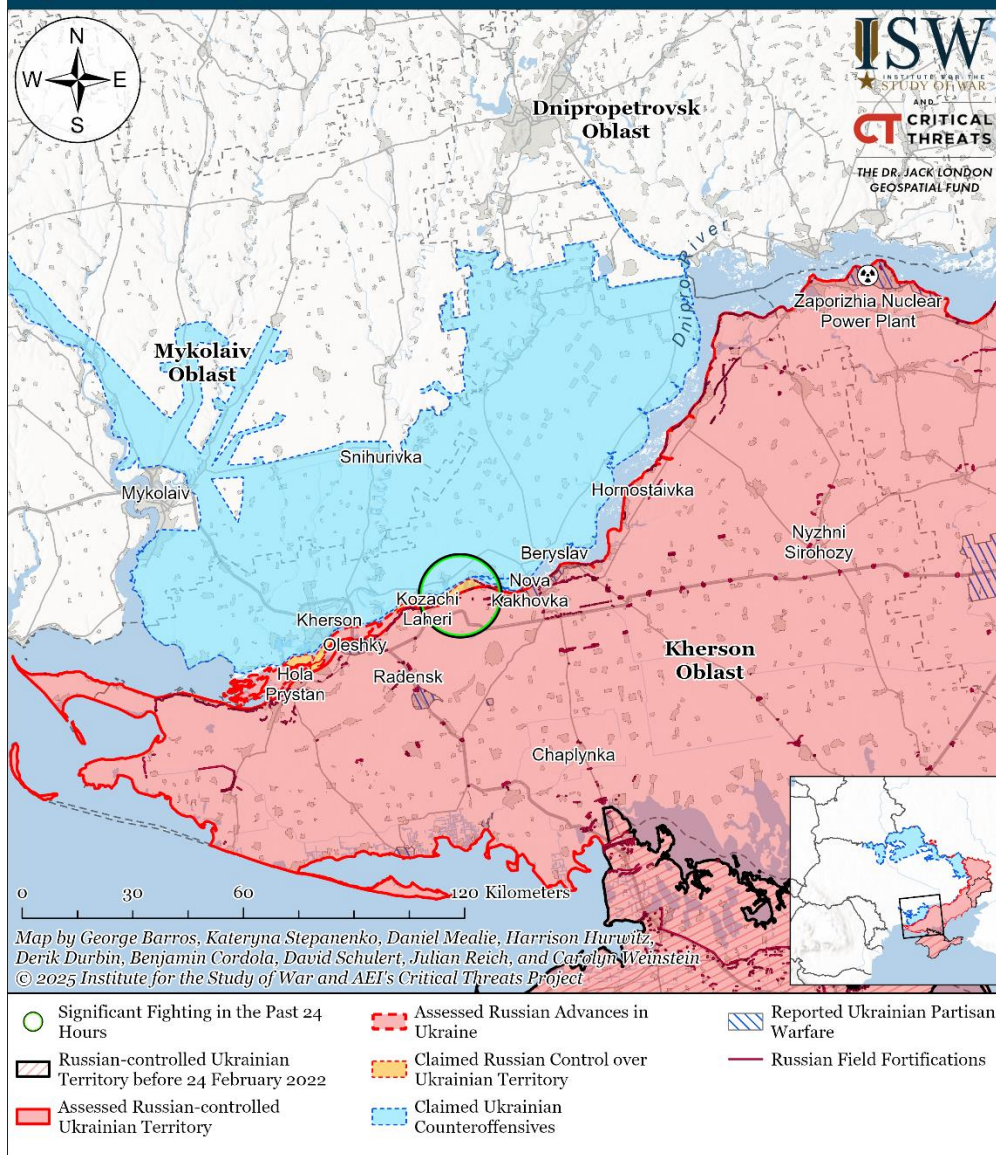 N
W E
S
ISW
INSTITUTE FOR THE
STUDY OF WAR
AND
CT CRITICAL
THREATS
THE DR. JACK LONDON
GEOSPATIAL FUND
Dnipropetrovsk
Oblast
Dnipro River
Zaporizhia Nuclear
Power Plant
Mykolaiv
Oblast
Snihurivka
Mykolaiv
Hornostaivka
Nyzhni
Sirohozy
Beryslav
Nova
Kakhovka
Kozachi
Laheri
Kherson
Oleshky
Hola
Prystan
Radensk
Kherson
Oblast
Chaplynka
0 30 60 120 Kilometers
Map by George Barros, Kateryna Stepanenko, Daniel Mealie, Harrison Hurwitz,
Derik Durbin, Benjamin Cordola, David Schulert, Julian Reich, and Carolyn Weinstein
© 2025 Institute for the Study of War and AEI's Critical Threats Project
Significant Fighting in the Past 24
Hours
Russian-controlled Ukrainian
Territory before 24 February 2022
Assessed Russian-controlled
Ukrainian Territory
Assessed Russian Advances in
Ukraine
Claimed Russian Control over
Ukrainian Territory
Claimed Ukrainian
Counteroffensives
Reported Ukrainian Partisan
Warfare
Russian Field Fortifications